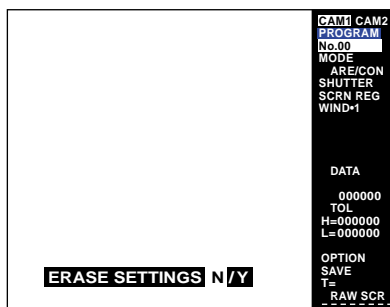 CAM1 CAM2
PROGRAM
No.00
MODE
ARE/CON
SHUTTER
SCRN REG
WIND•1
DATA
000000
TOL
H=000000
L=000000
OPTION
SAVE
T=
RAW SCR
ERASE SETTINGS N/Y